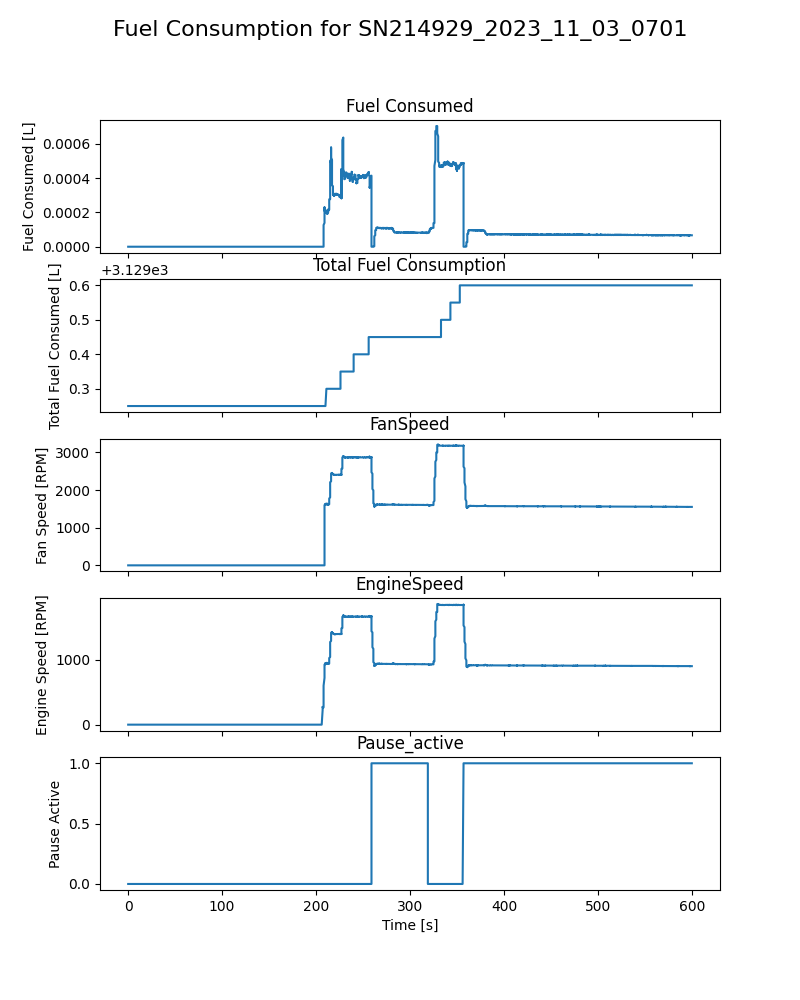 Fuel Consumption for SN214929_2023_11_03_0701
Fuel Consumed
Fuel Consumed [L]
0.0006
0.0004
0.0002
0.0000
Total Fuel Consumption
+3.129e3
Total Fuel Consumed [L]
0.6
0.5
0.4
0.3
FanSpeed
Fan Speed [RPM]
3000
2000
1000
0
EngineSpeed
Engine Speed [RPM]
1000
0
Pause_active
Pause Active
1.0
0.5
0.0
0 100 200 300 400 500 600
Time [s]